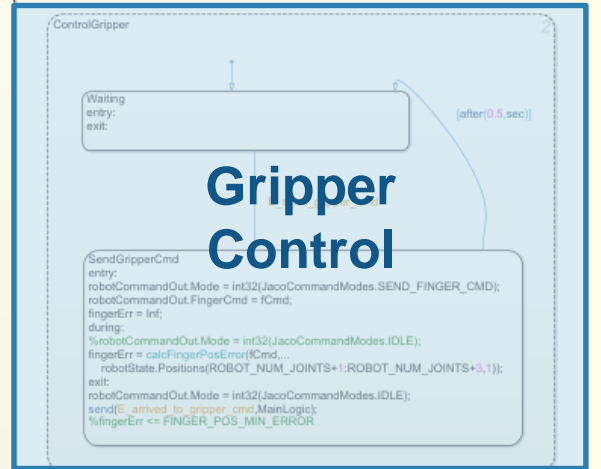 ControlGripper
2
Waiting
entry:
exit:
[after(0.5,sec)]
Gripper
Control
SendGripperCmd
entry:
robotCommandOut.Mode = int32(JacoCommandModes.SEND_FINGER_CMD);
robotCommandOut.FingerCmd = fCmd;
fingerErr = Inf;
during:
%robotCommandOut.Mode = int32(JacoCommandModes.IDLE);
fingerErr = calcFingerPosError(fCmd,...
robotState.Positions(ROBOT_NUM_JOINTS+1:ROBOT_NUM_JOINTS+3,1));
exit:
robotCommandOut.Mode = int32(JacoCommandModes.IDLE);
send(E_arrived_to_gripper_cmd,MainLogic);
%fingerErr <= FINGER_POS_MIN_ERROR